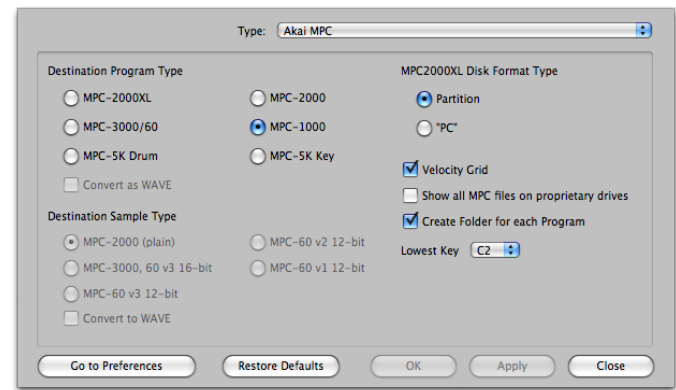 Type: Akai MPC
Destination Program Type
MPC-2000XL
MPC-2000
MPC-3000/60
MPC-1000
MPC-5K Drum
MPC-5K Key
Convert as WAVE
Destination Sample Type
MPC-2000 (plain)
MPC-60 v2 12-bit
MPC-3000, 60 v3 16-bit
MPC-60 v1 12-bit
MPC-60 v3 12-bit
Convert to WAVE
MPC2000XL Disk Format Type
Partition
"PC"
Velocity Grid
Show all MPC files on proprietary drives
Create Folder for each Program
Lowest Key C2
Go to Preferences
Restore Defaults
OK
Apply
Close